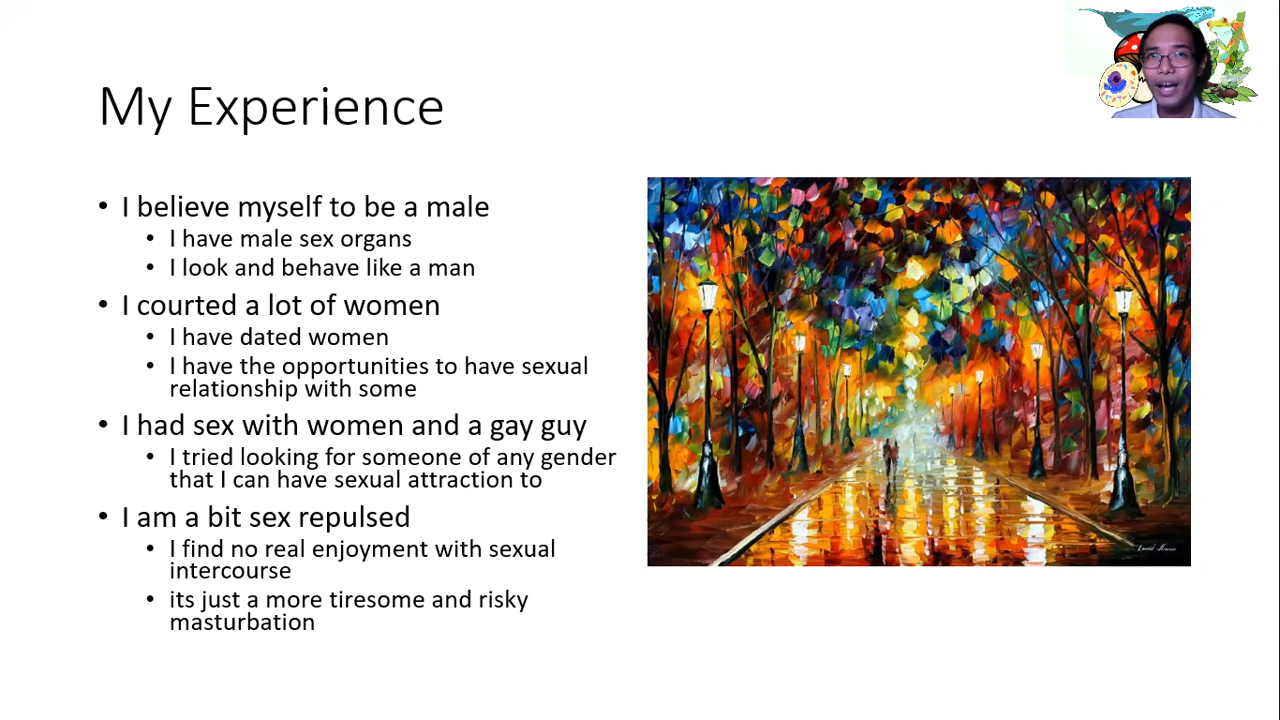 My Experience
• I believe myself to be a male
• I have male sex organs
• I look and behave like a man
• I courted a lot of women
• I have dated women
• I have the opportunities to have sexual
relationship with some
• I had sex with women and a gay guy
• I tried looking for someone of any gender
that I can have sexual attraction to
• I am a bit sex repulsed
• I find no real enjoyment with sexual
intercourse
• its just a more tiresome and risky
masturbation